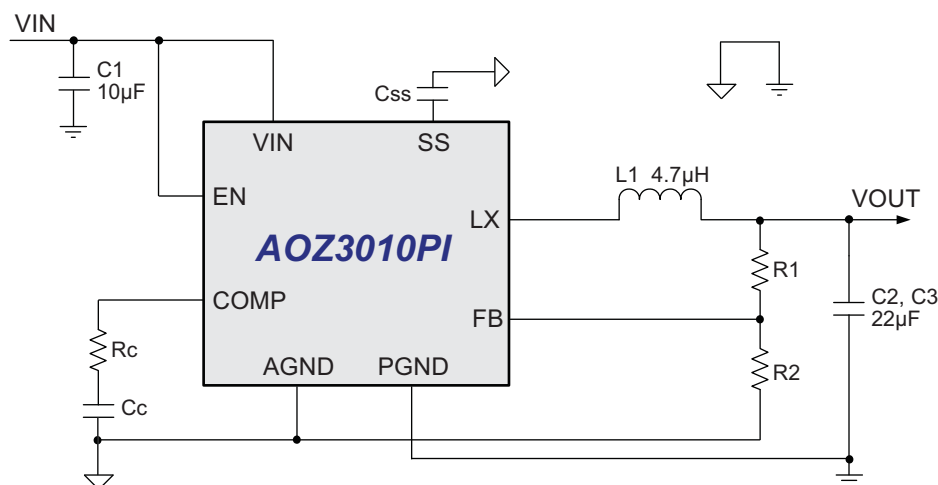 VIN
C1
10µF
Css
VIN
SS
EN
L1 4.7µH
VOUT
LX
AOZ3010PI
R1
COMP
C2, C3
22µF
FB
Rc
AGND
PGND
R2
Cc